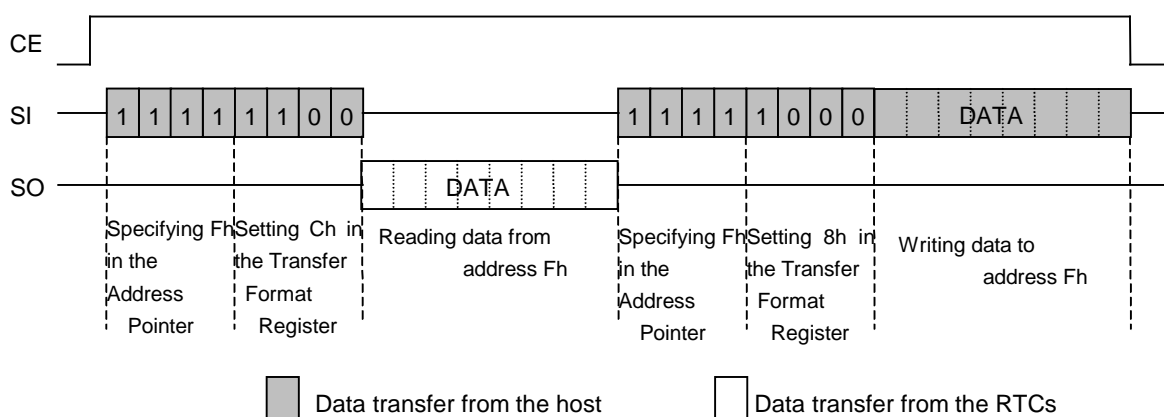 CE
SI 1 1 1 1 1 1 0 0 1 1 1 1 1 0 0 0 DATA
SO DATA
Specifying Fh
in the
Address
Pointer
Setting Ch in
the Transfer
Format
Register
Reading data from
address Fh
Specifying Fh
in the
Address
Pointer
Setting 8h in
the Transfer
Format
Register
Writing data to
address Fh
Data transfer from the host
Data transfer from the RTCs